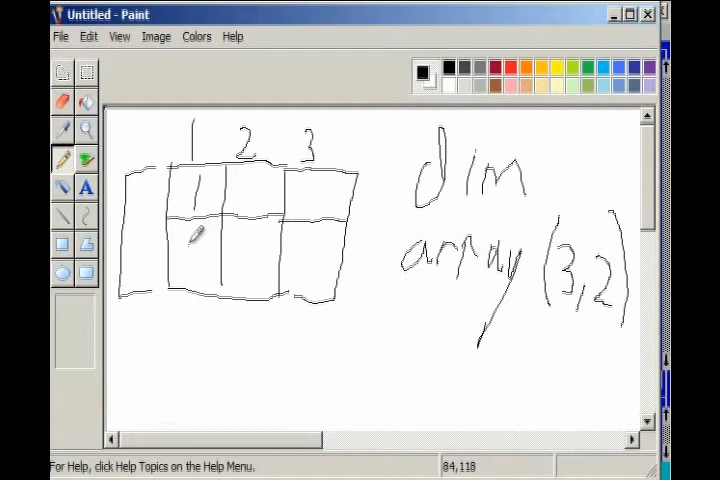 Untitled - Paint
File Edit View Image Colors Help
1 2 3
1
dim
array (3,2)
A
For Help, click Help Topics on the Help Menu.
84,118